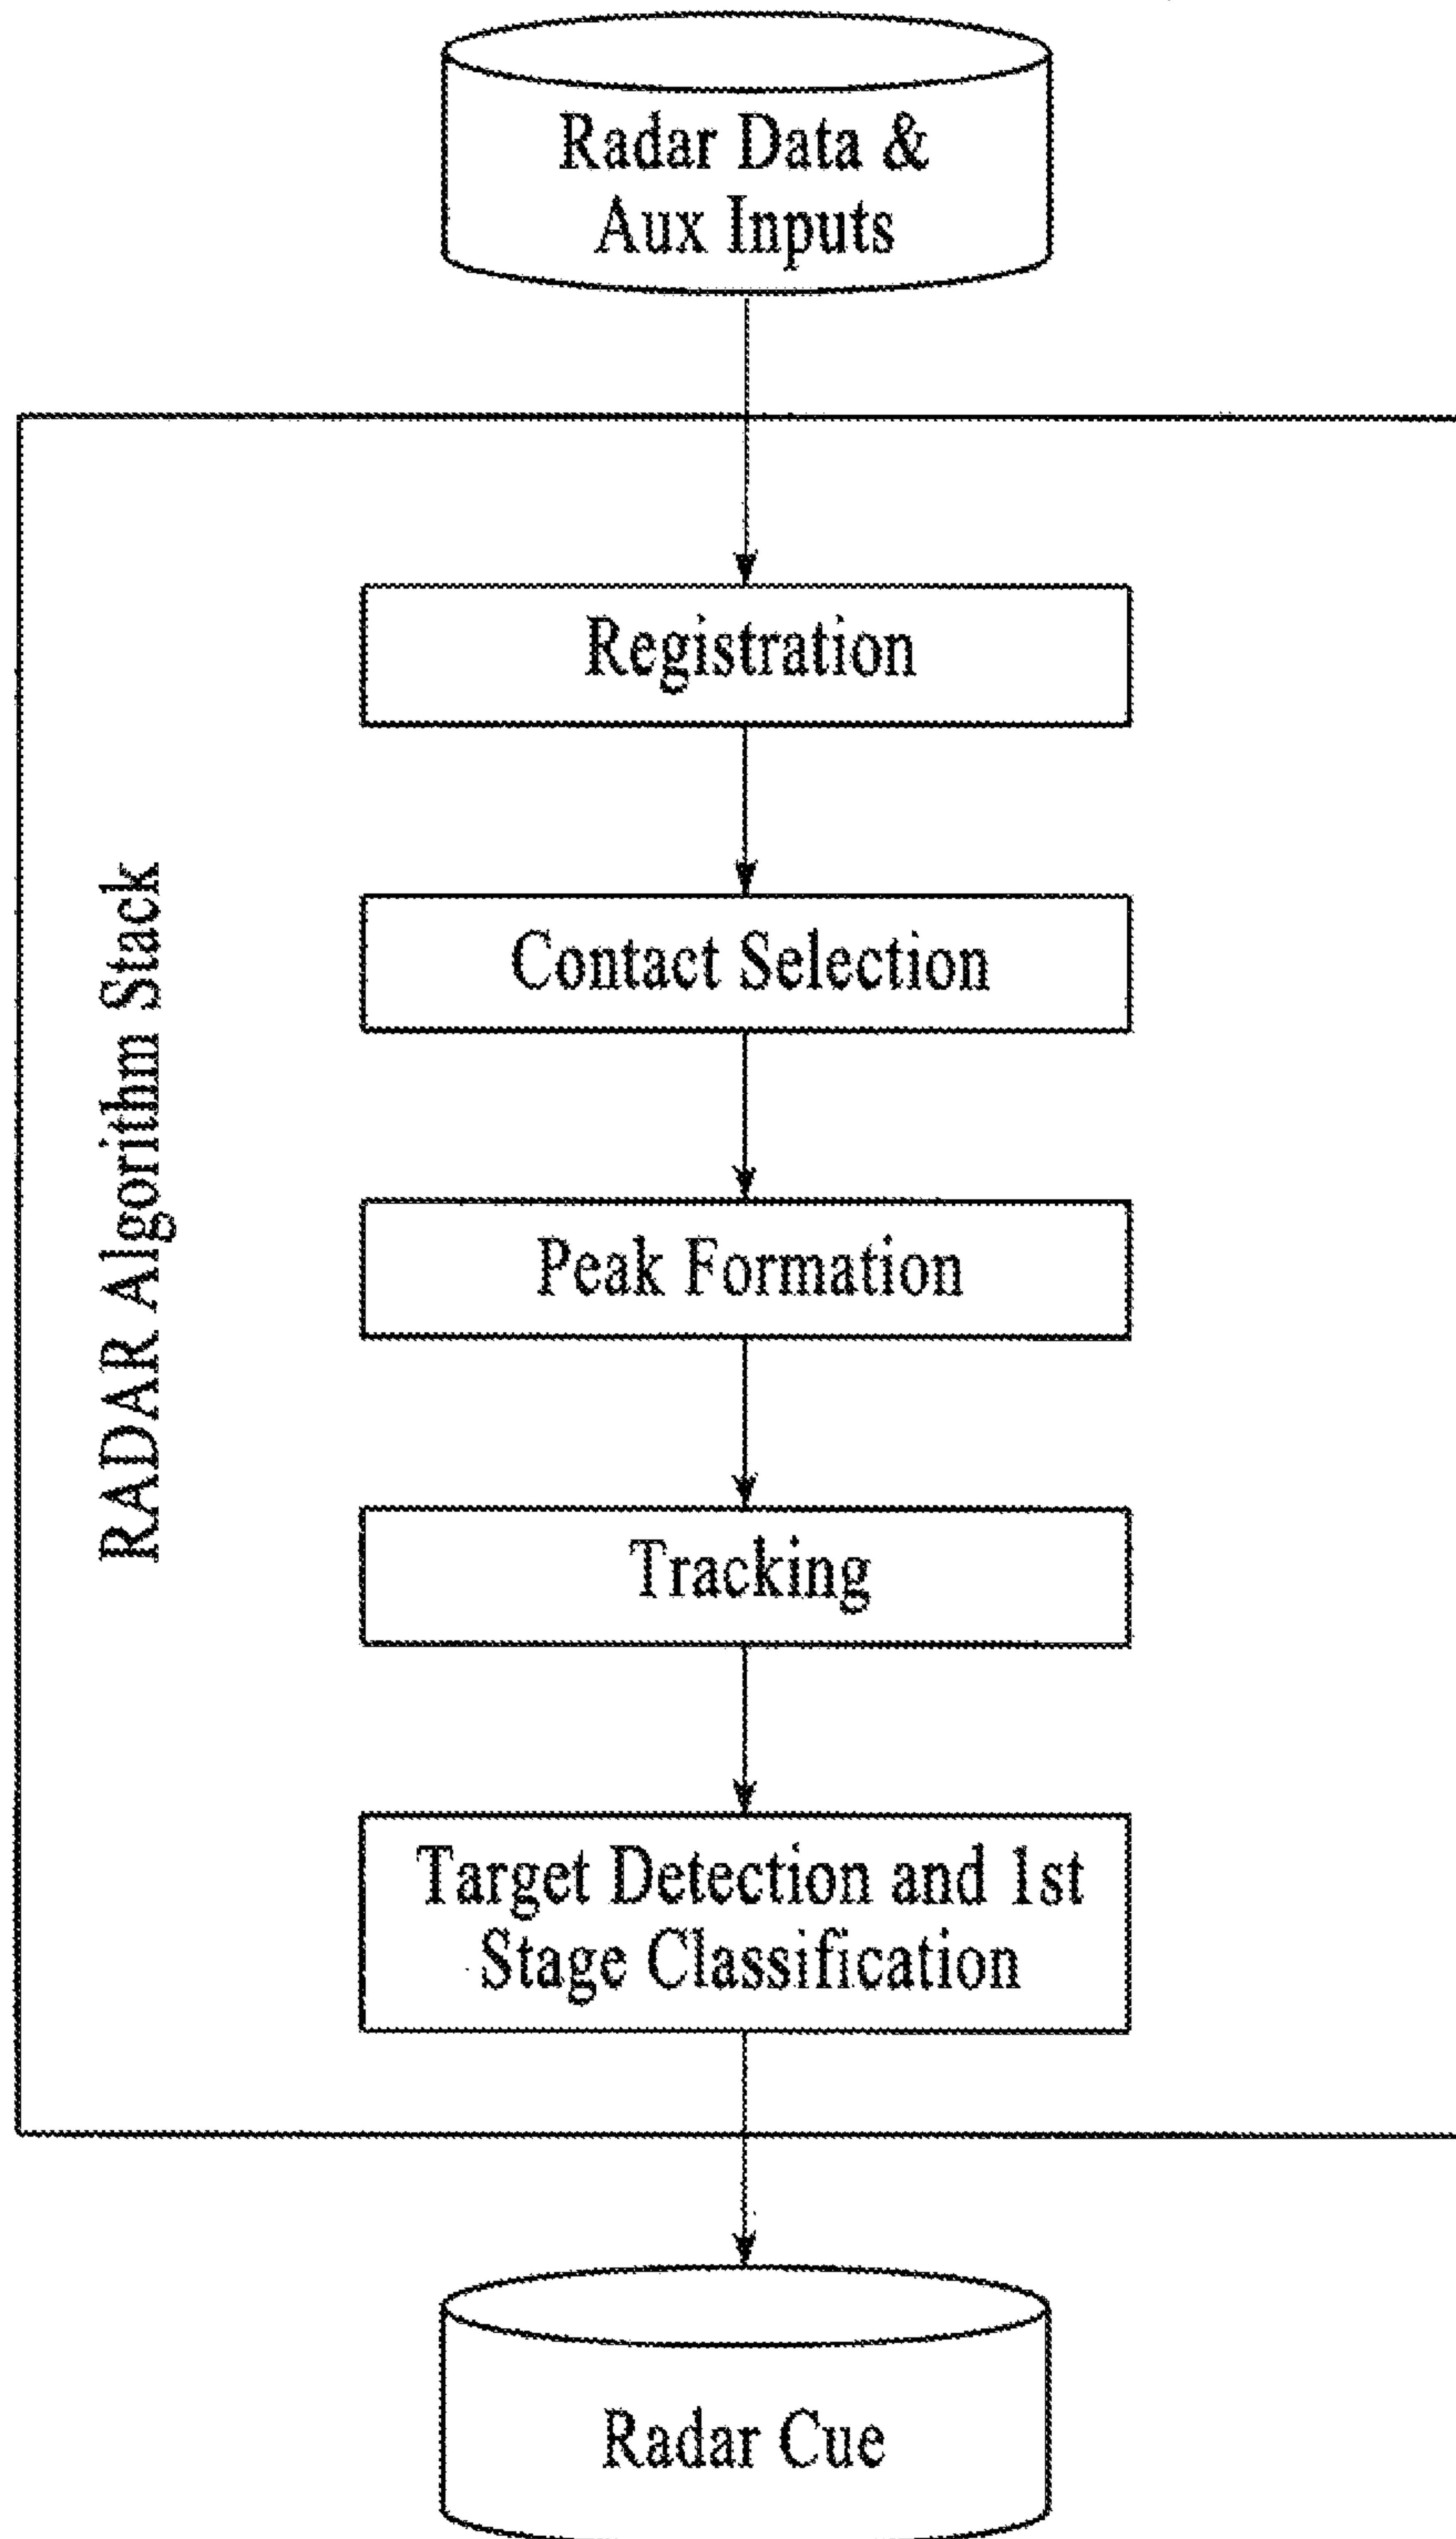 Radar Data &
Aux Inputs
Registration
Contact Selection
Peak Formation
Tracking
Target Detection and 1st
Stage Classification
RADAR Algorithm Stack
Radar Cue